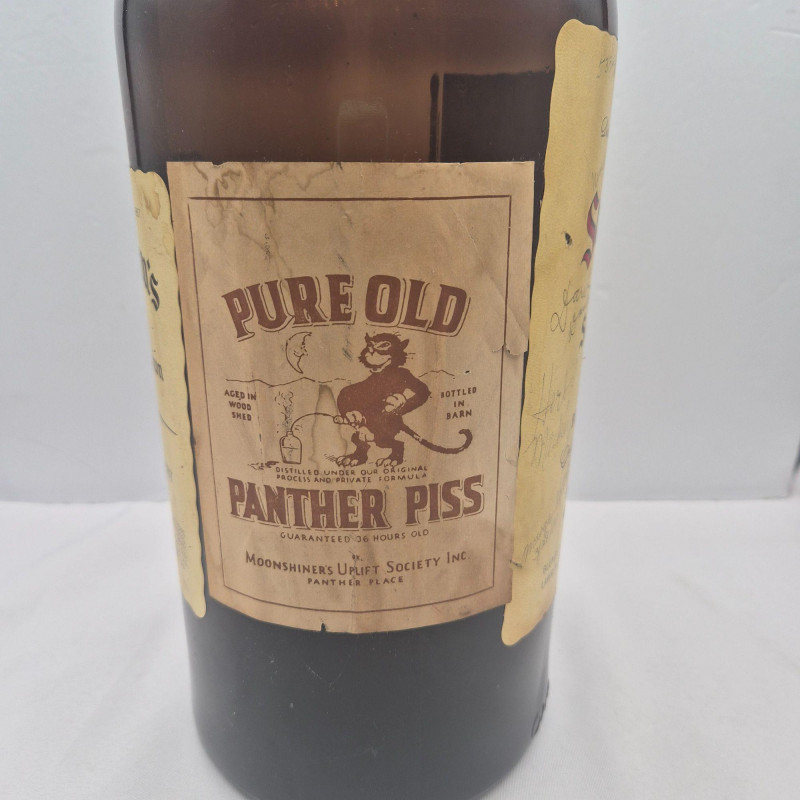 PURE OLD
AGED IN
WOOD
SHED
BOTTLED
IN
BARN
DISTILLED UNDER OUR ORIGINAL
PROCESS AND PRIVATE FORMULA
PANTHER PISS
GUARANTEED 36 HOURS OLD
BY
MOONSHINER'S UPLIFT SOCIETY INC.
PANTHER PLACE